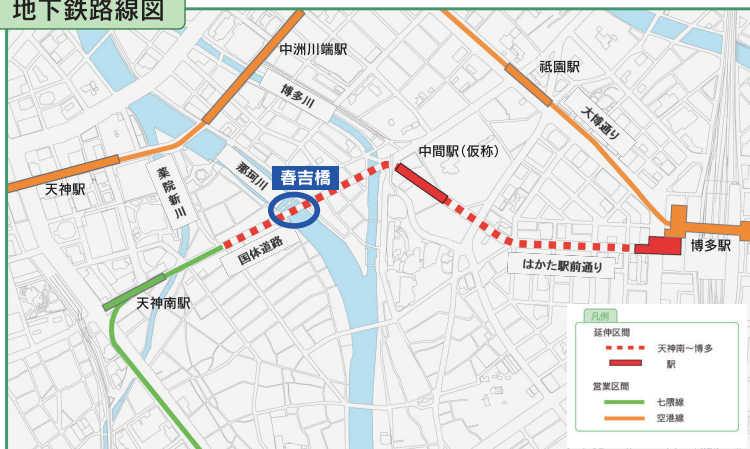 地下鉄路線図
中洲川端駅
祇園駅
博多川
大博通り
中間駅(仮称)
那珂川
春吉橋
薬院新川
天神駅
国体道路
博多駅
はかた駅前通り
天神南駅
凡例
延伸区間
天神南～博多
駅
営業区間
七隈線
空港線